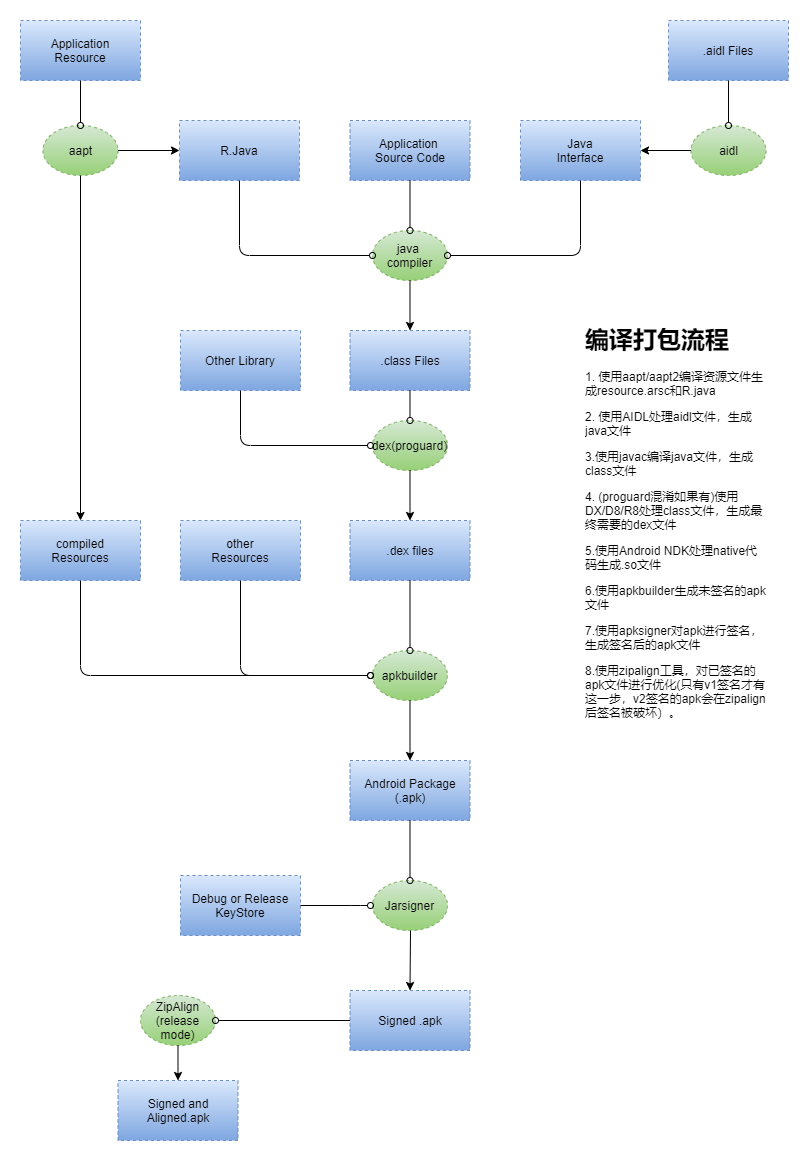 Application
Resource
.aidl Files
aapt
R.Java
Application
Source Code
Java
Interface
aidl
java
compiler
Other Library
.class Files
dex(proguard)
compiled
Resources
other
Resources
.dex files
apkbuilder
Android Package
(.apk)
Debug or Release
KeyStore
Jarsigner
ZipAlign
(release
mode)
Signed .apk
Signed and
Aligned.apk
编译打包流程
1. 使用aapt/aapt2编译资源文件生
成resource.arsc和R.java
2. 使用AIDL处理aidl文件，生成
java文件
3.使用javac编译java文件，生成
class文件
4. (proguard混淆如果有)使用
DX/D8/R8处理class文件，生成最
终需要的dex文件
5.使用Android NDK处理native代
码生成.so文件
6.使用apkbuilder生成未签名的apk
文件
7.使用apksigner对apk进行签名，
生成签名后的apk文件
8.使用zipalign工具，对已签名的
apk文件进行优化(只有v1签名才有
这一步，v2签名的apk会在zipalign
后签名被破坏）。